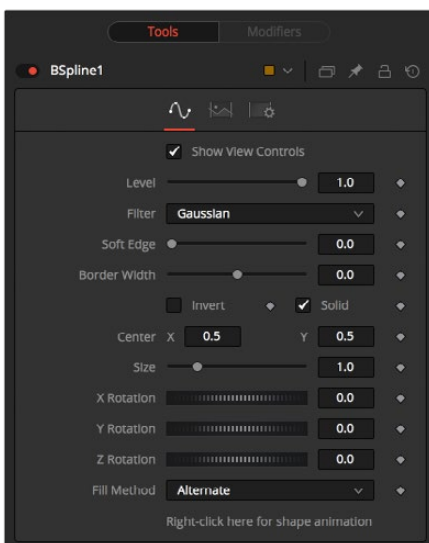 Tools Modifiers
BSpline1
Show View Controls
Level 1.0
Filter Gaussian
Soft Edge 0.0
Border Width 0.0
Invert Solid
Center X 0.5 Y 0.5
Size 1.0
X Rotation 0.0
Y Rotation 0.0
Z Rotation 0.0
Fill Method Alternate
Right-click here for shape animation